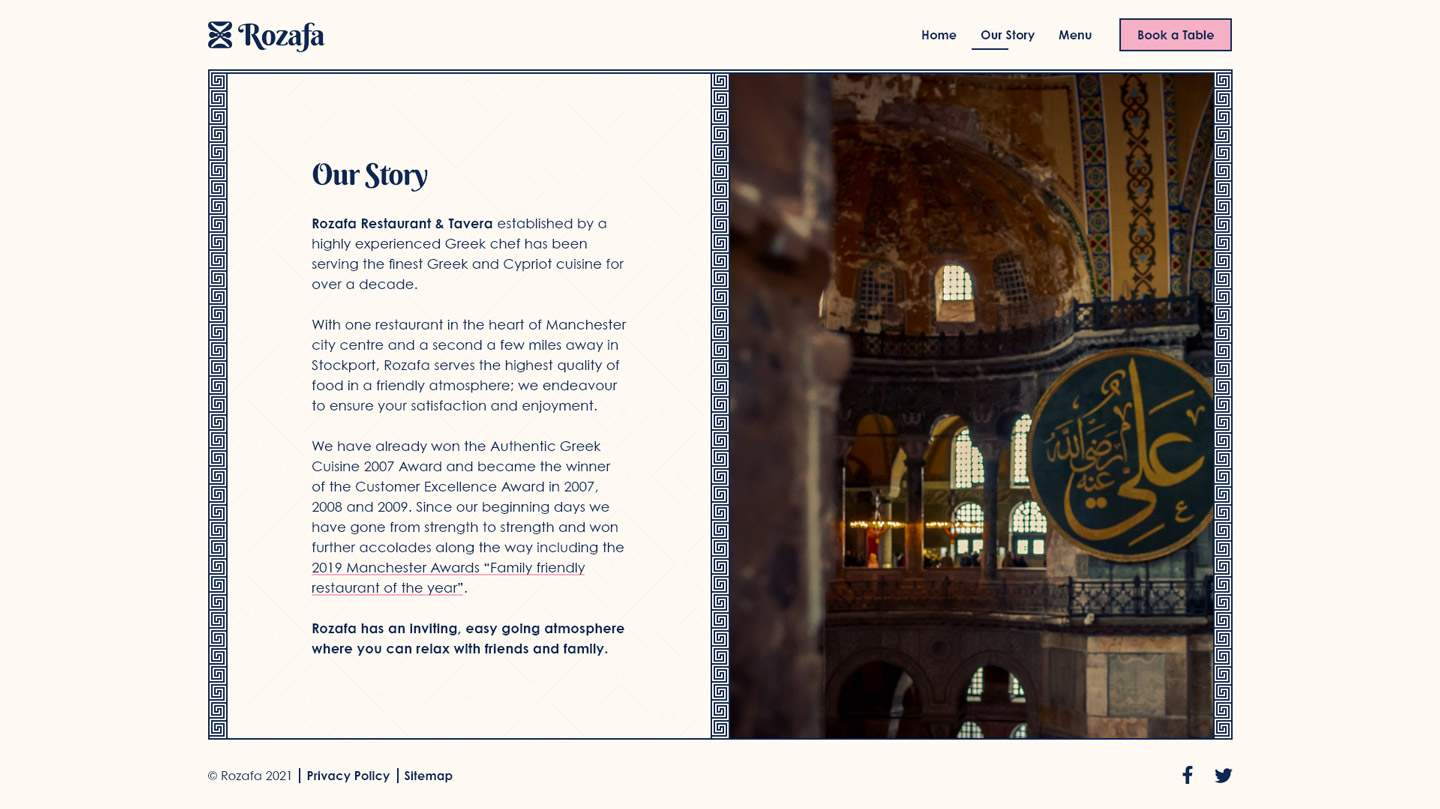 Rozafa
Home
Our Story
Menu
Book a Table
Our Story
Rozafa Restaurant & Tavera established by a
highly experienced Greek chef has been
serving the finest Greek and Cypriot cuisine for
over a decade.
With one restaurant in the heart of Manchester
city centre and a second a few miles away in
Stockport, Rozafa serves the highest quality of
food in a friendly atmosphere; we endeavour
to ensure your satisfaction and enjoyment.
We have already won the Authentic Greek
Cuisine 2007 Award and became the winner
of the Customer Excellence Award in 2007,
2008 and 2009. Since our beginning days we
have gone from strength to strength and won
further accolades along the way including the
2019 Manchester Awards “Family friendly
restaurant of the year”.
Rozafa has an inviting, easy going atmosphere
where you can relax with friends and family.
علي رضي الله عنه
© Rozafa 2021 | Privacy Policy | Sitemap